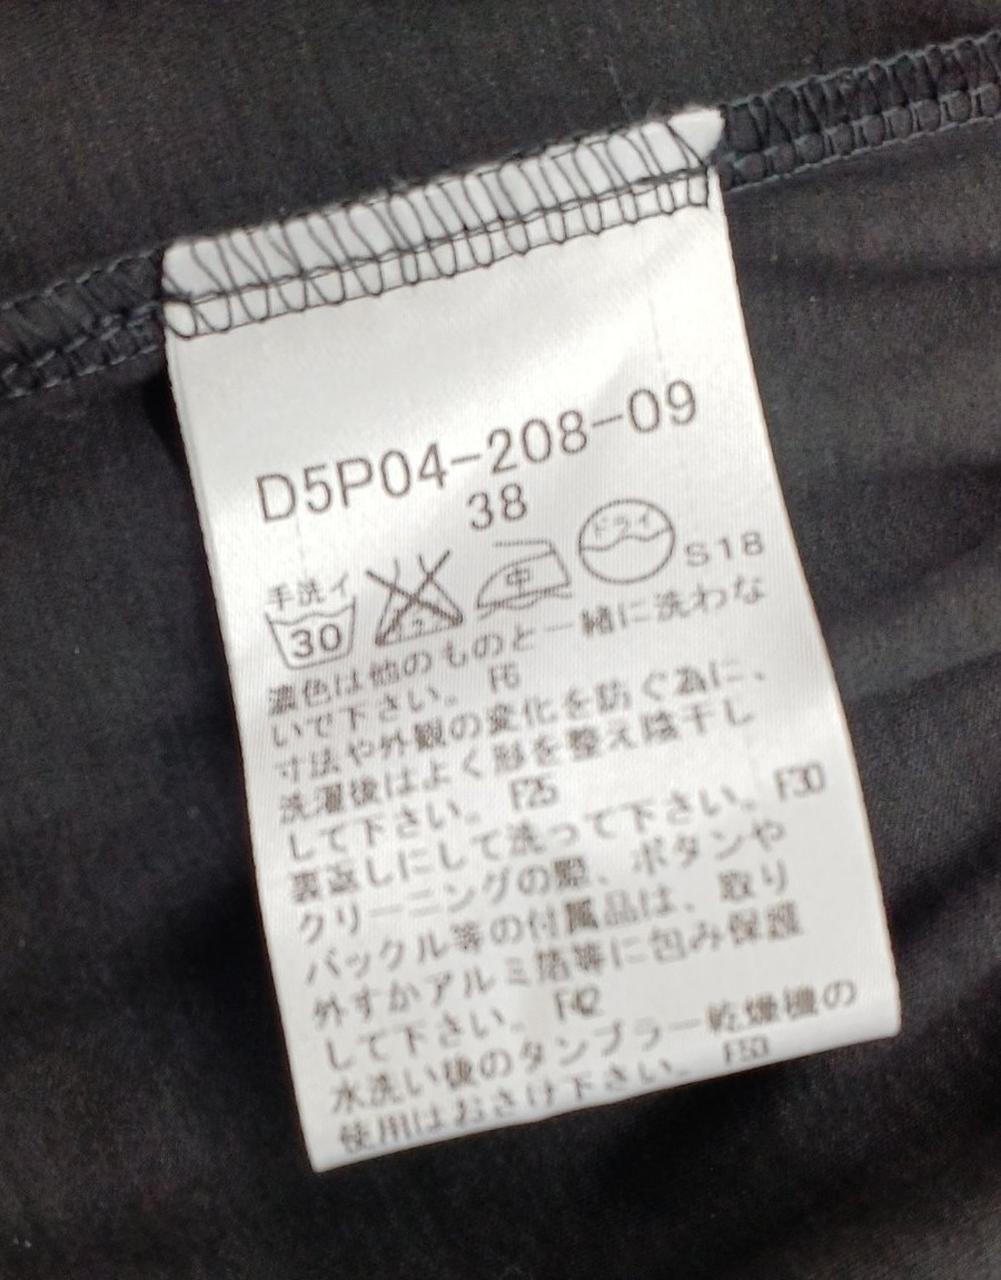 D5P04-208-09
38
手洗イ 30 中 ドライ S18
濃色は他のものと一緒に洗わな
いで下さい。 F6
寸法や外観の変化を防ぐ為に、
洗濯後はよく形を整え陰干し
して下さい。 F25
裏返しにして洗って下さい。 F30
クリーニングの際、ボタンや
バックル等の付属品は、取り
外すかアルミ箔等に包み保護
して下さい。 F42
水洗い後のタンブラー乾燥機の
使用はおさけ下さい。 F53